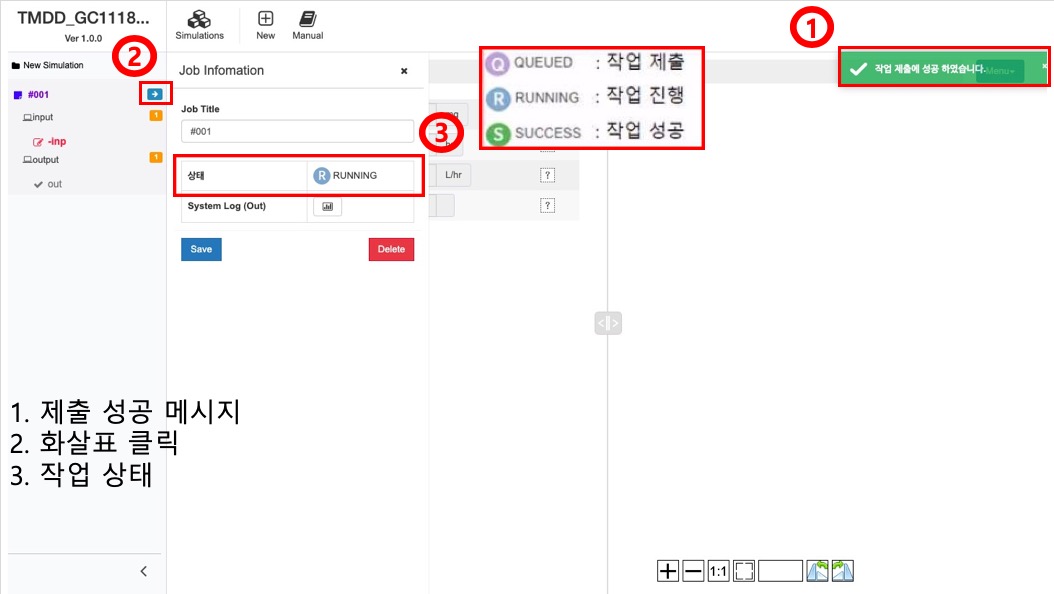 TMDD_GC1118...
Ver 1.0.0
Simulations
New
Manual
1
작업 제출에 성공 하였습니다.
Menu
×
2
New Simulation
#001
input
1
-inp
output
1
out
Job Infomation
×
Job Title
#001
3
상태
R RUNNING
System Log (Out)
Save
Delete
Q QUEUED : 작업 제출
R RUNNING : 작업 진행
S SUCCESS : 작업 성공
L/hr
?
?
1. 제출 성공 메시지
2. 화살표 클릭
3. 작업 상태
1:1